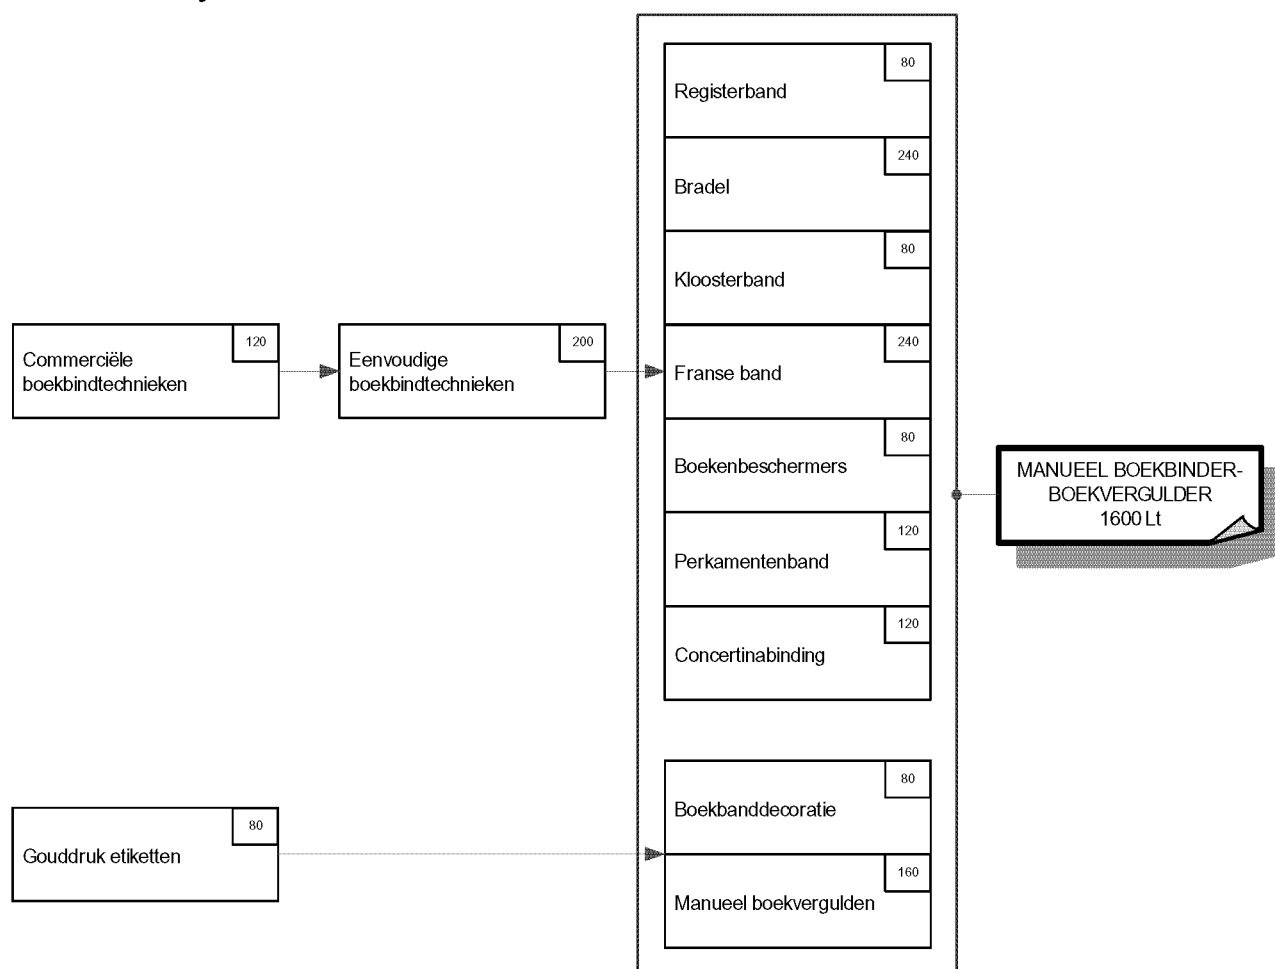 80
Registerband
240
Bradel
80
Kloosterband
120
Commerciële
boekbindtechnieken
200
Eenvoudige
boekbindtechnieken
240
Franse band
80
Boekenbeschermers
120
Perkamentenband
120
Concertinabinding
MANUEEL BOEKBINDER-
BOEKVERGULDER
1600 Lt
80
Gouddruk etiketten
80
Boekbanddecoratie
160
Manueel boekvergulden